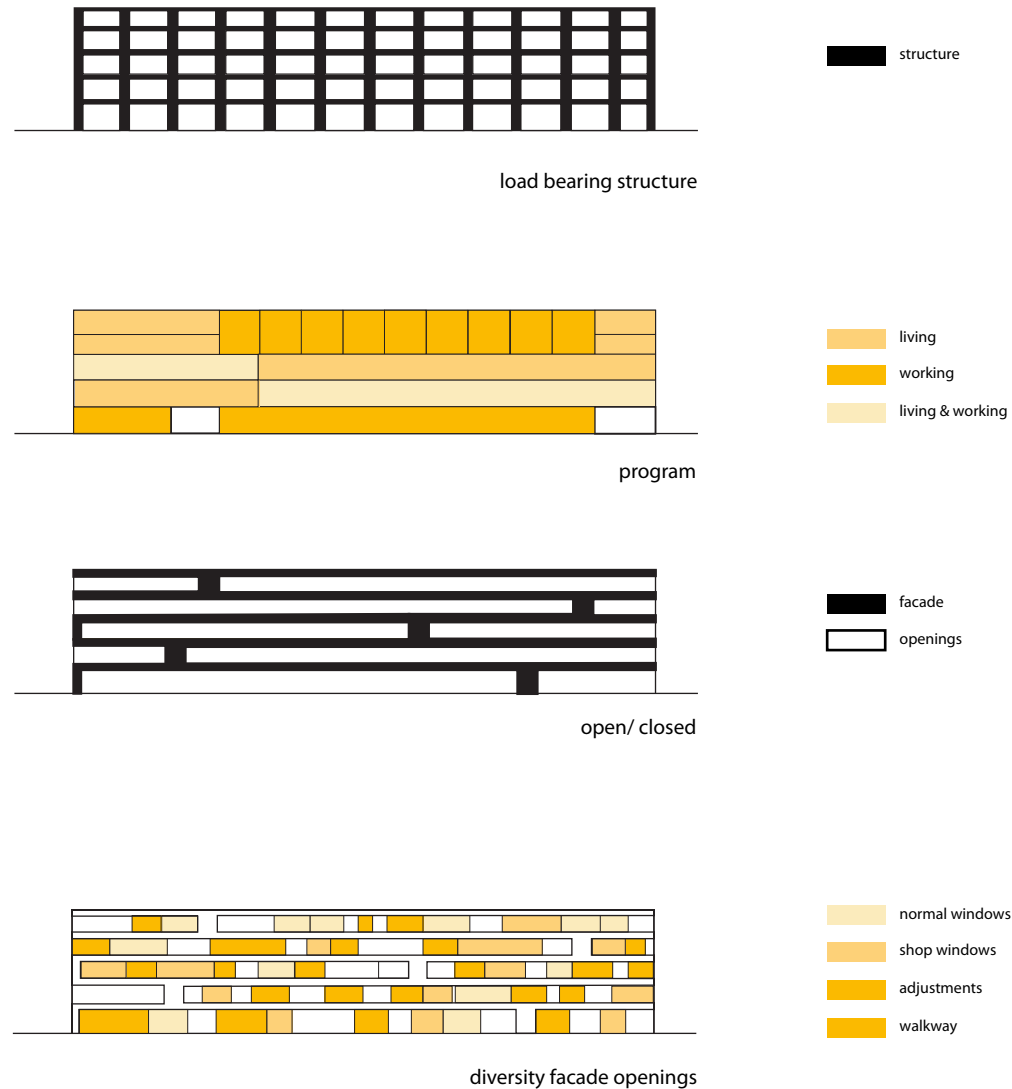 structure
load bearing structure
living
working
living & working
program
facade
openings
open/ closed
normal windows
shop windows
adjustments
walkway
diversity facade openings